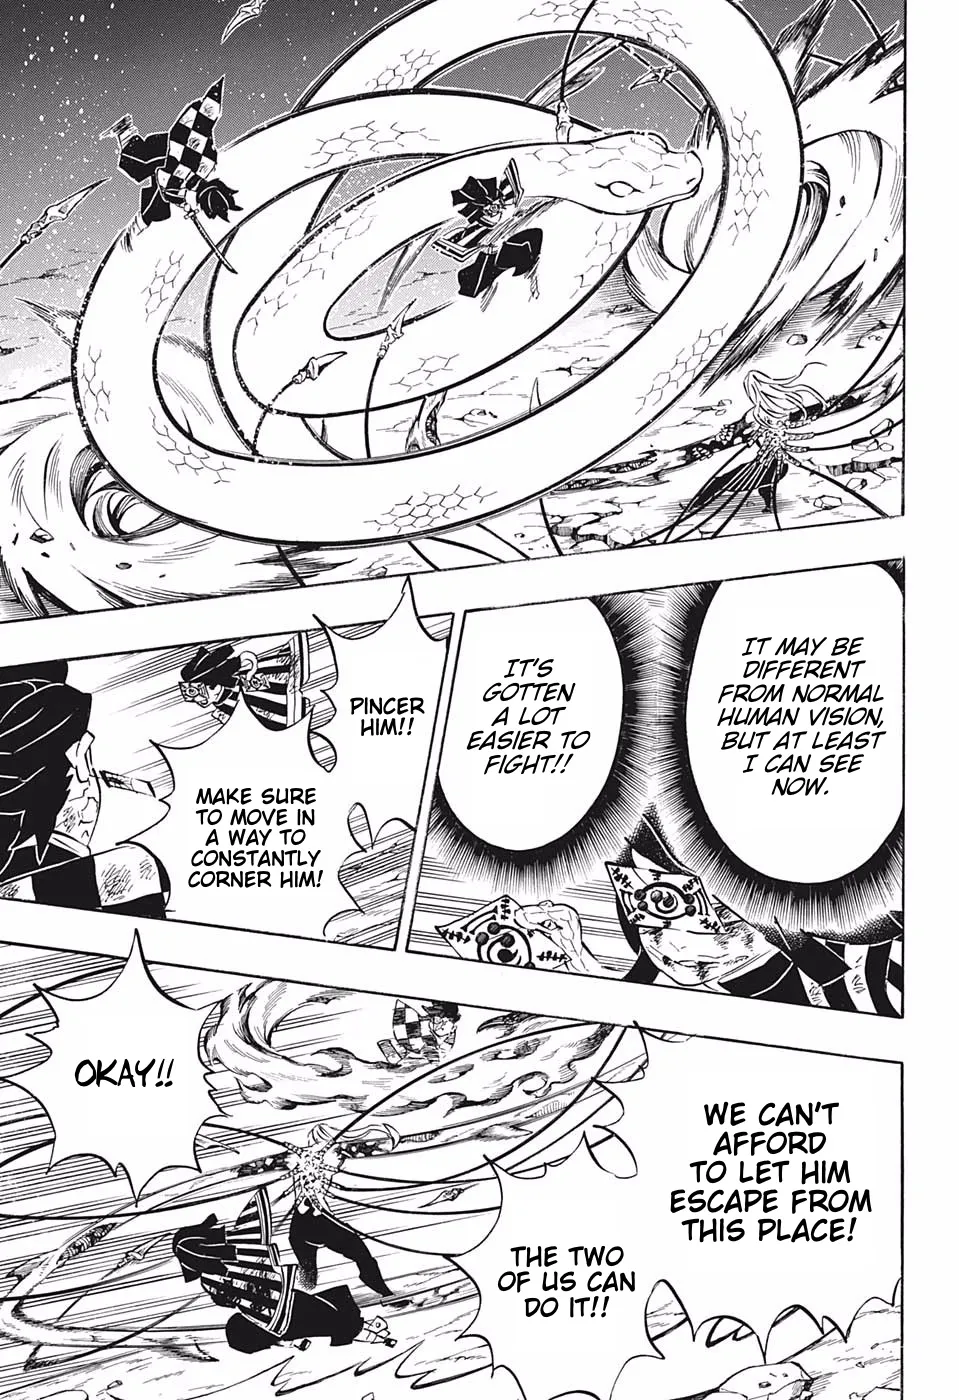 IT MAY BE
DIFFERENT
FROM NORMAL
HUMAN VISION,
BUT AT LEAST
I CAN SEE
NOW.
IT'S
GOTTEN
A LOT
EASIER TO
FIGHT!!
PINCER
HIM!!
MAKE SURE
TO MOVE IN
A WAY TO
CONSTANTLY
CORNER HIM!
WE CAN'T
AFFORD
TO LET HIM
ESCAPE FROM
THIS PLACE!
THE TWO
OF US CAN
DO IT!!
OKAY!!